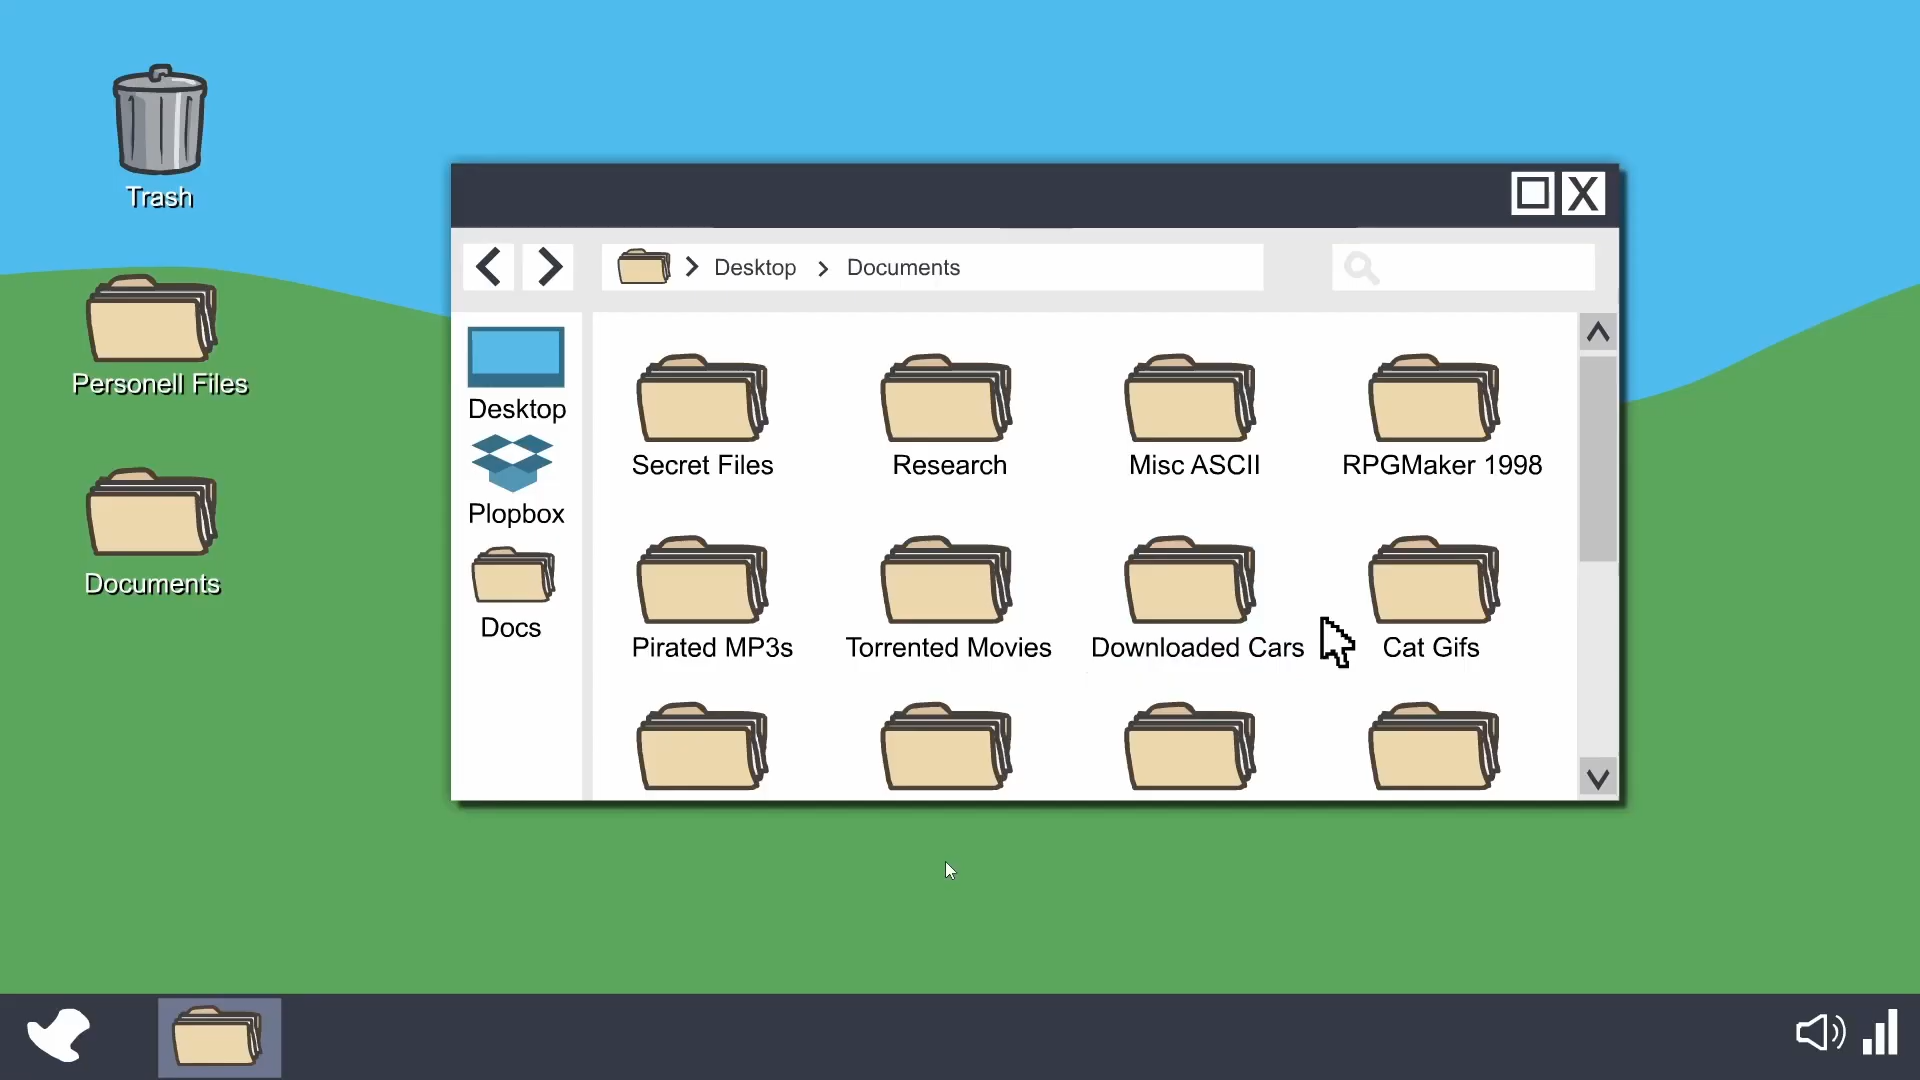 Trash
Personell Files
Documents
Desktop
Documents
Desktop
Plopbox
Docs
Secret Files
Research
Misc ASCII
RPGMaker 1998
Pirated MP3s
Torrented Movies
Downloaded Cars
Cat Gifs